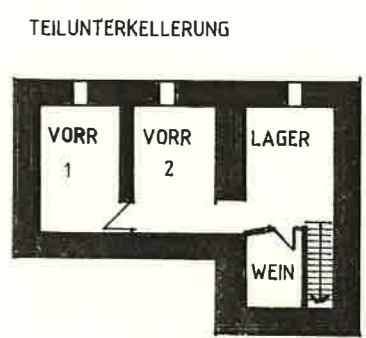 TEILUNTERKELLERUNG
VORR
1
VORR
2
LAGER
WEIN